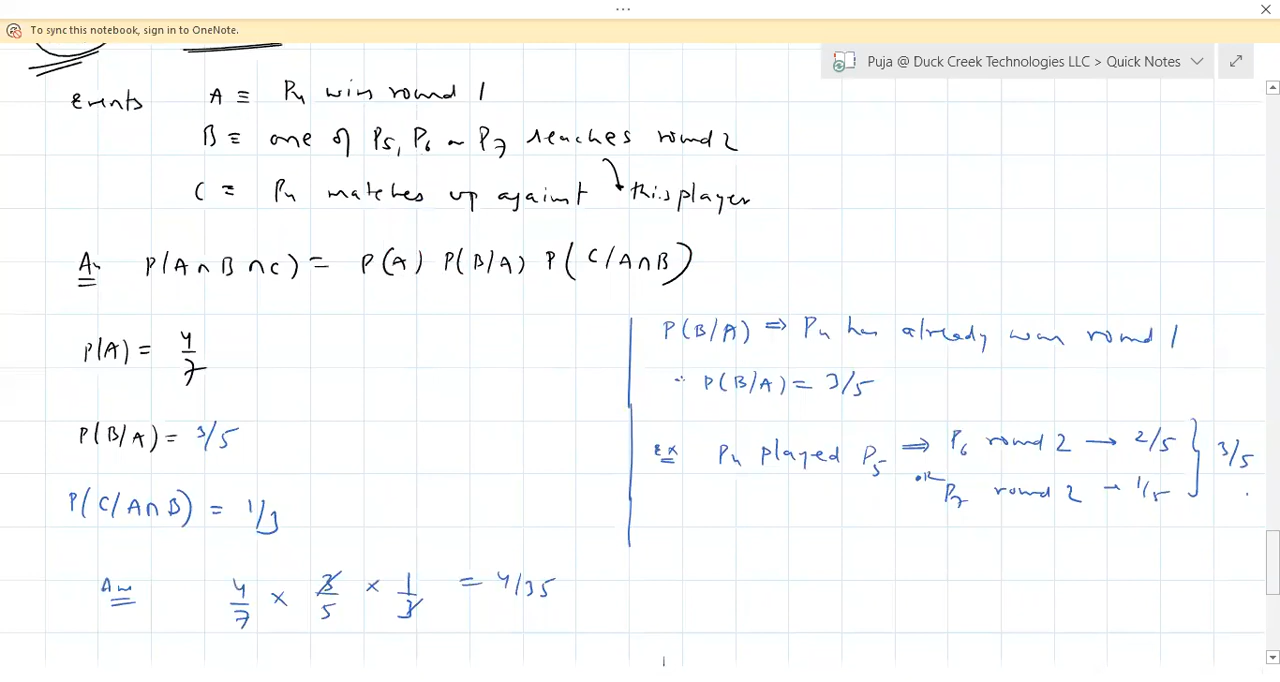 To sync this notebook, sign in to OneNote.
Puja @ Duck Creek Technologies LLC > Quick Notes
Events A ≡ P4 win round 1
B ≡ one of P5, P6 or P7 reaches round 2
C ≡ P4 matches up against this player
An P(A ∩ B ∩ C) = P(A) P(B/A) P(C/A∩B)
P(A) = 4/7
P(B/A) = 3/5
P(C/A∩B) = 1/3
Ans 4/7 × 3/5 × 1/3 = 4/35
P(B/A) ⇒ P4 has already won round 1
∴ P(B/A) = 3/5
Ex P4 played P5 ⇒ P6 round 2 → 2/5 } 3/5
OR P7 round 2 → 1/5